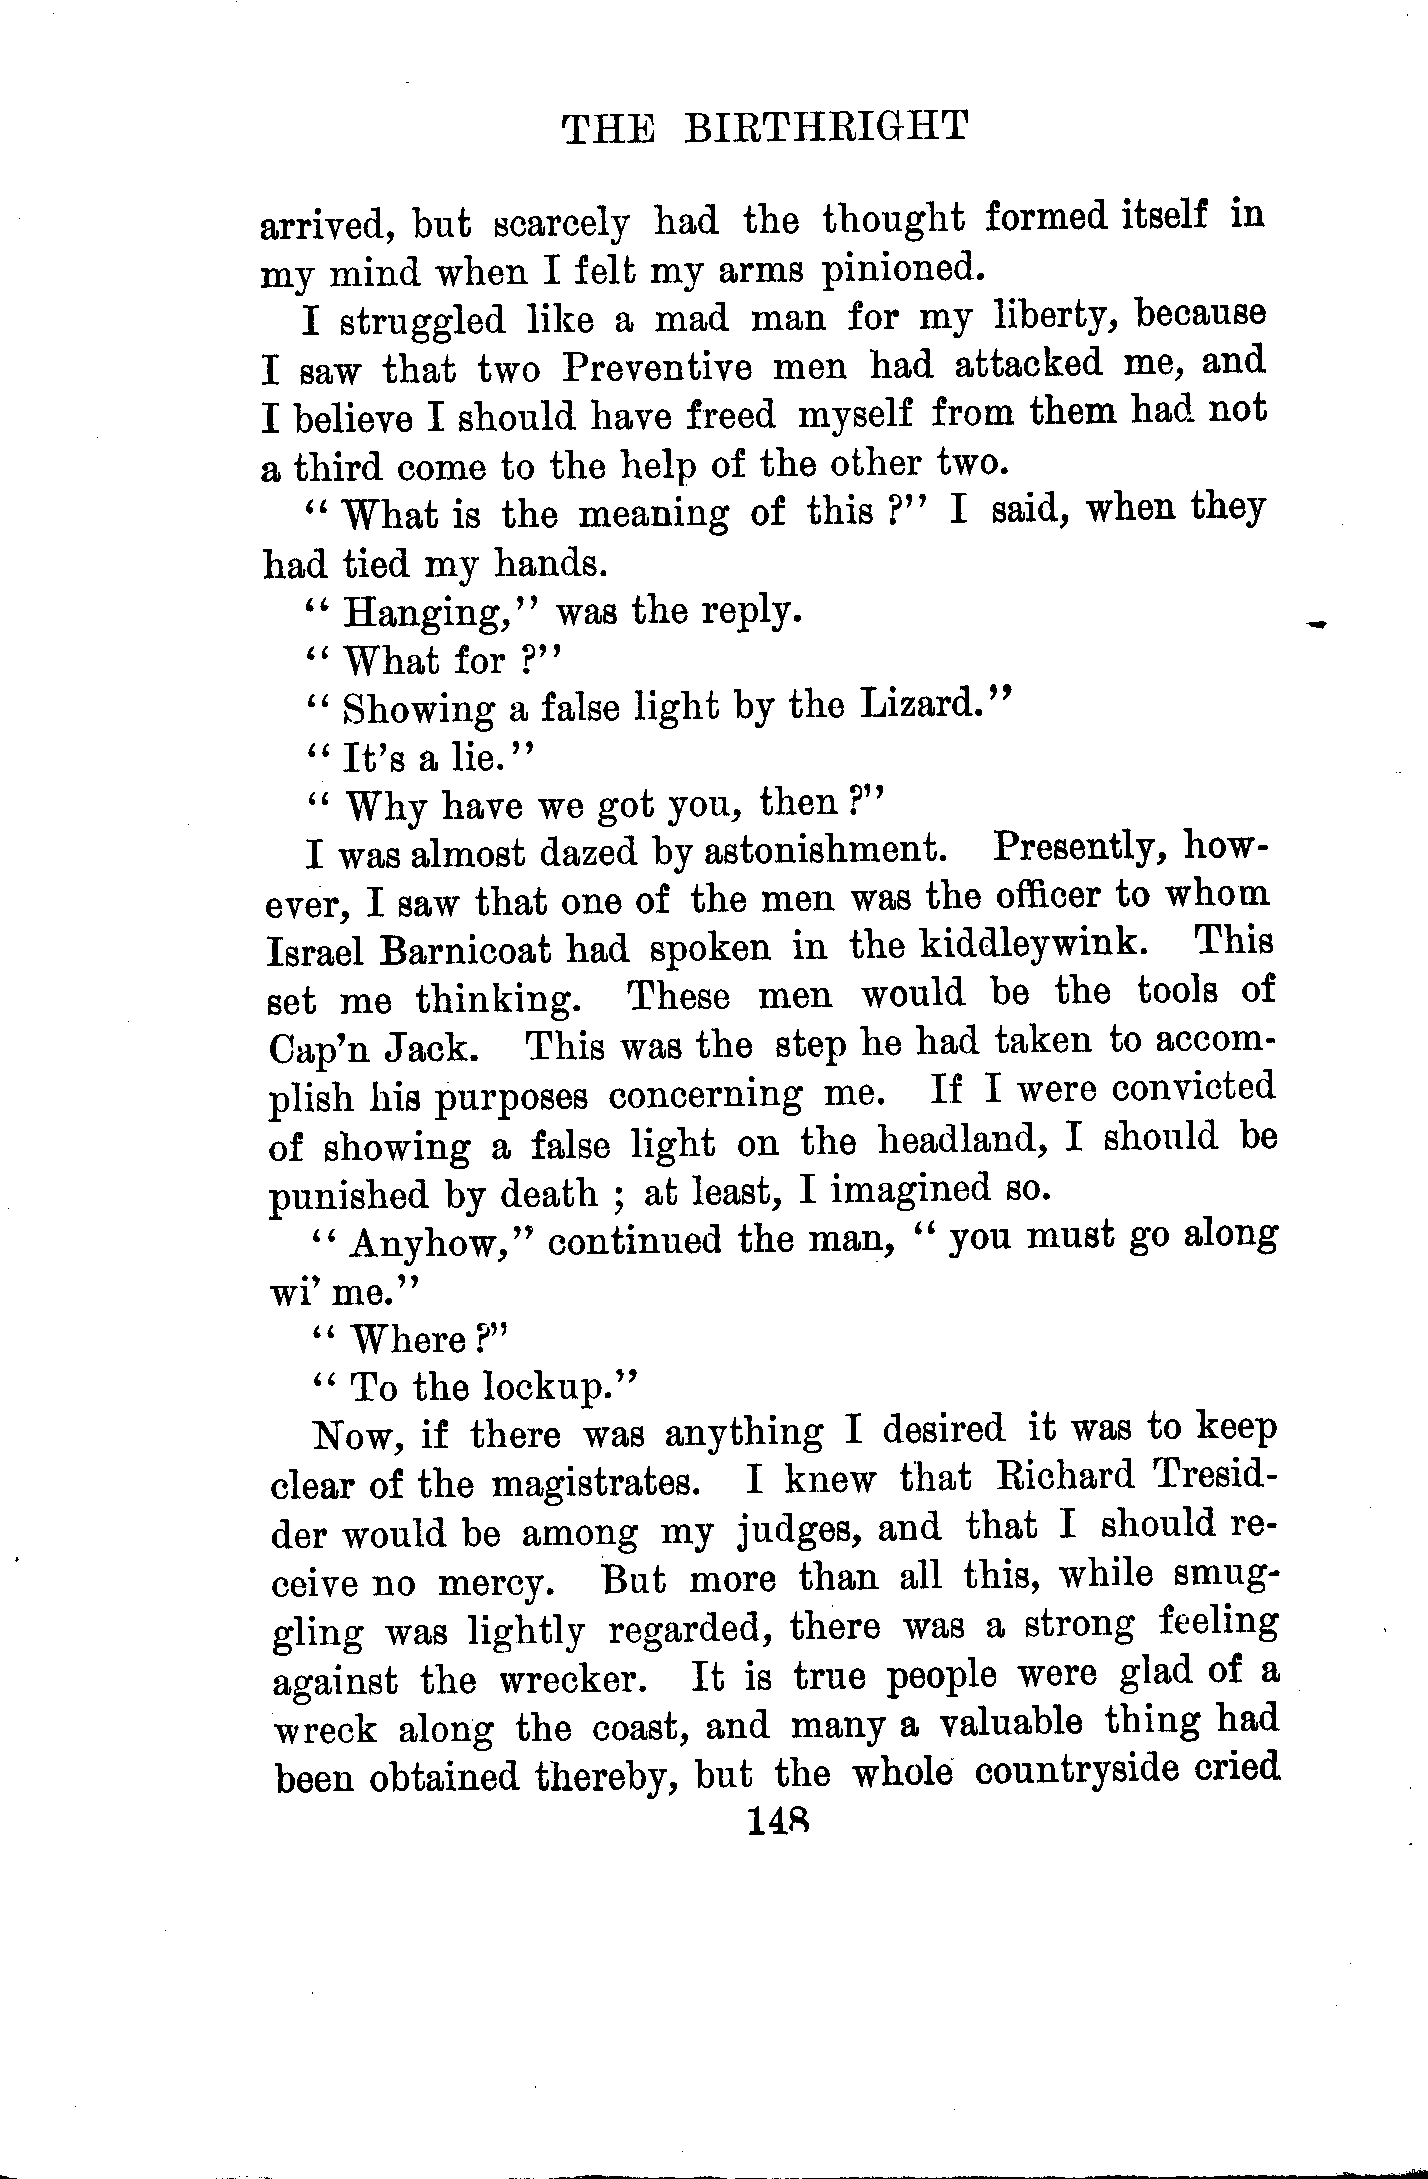 THE BIRTHRIGHT
arrived, but scarcely had the thought formed itself in
my mind when I felt my arms pinioned.
I struggled like a mad man for my liberty, because
I saw that two Preventive men had attacked me, and
I believe I should have freed myself from them had not
a third come to the help of the other two.
“ What is the meaning of this ?” I said, when they
had tied my hands.
“ Hanging,” was the reply.
“ What for ?”
“ Showing a false light by the Lizard.”
“ It’s a lie.”
“ Why have we got you, then ?”
I was almost dazed by astonishment. Presently, how-
ever, I saw that one of the men was the officer to whom
Israel Barnicoat had spoken in the kiddleywink. This
set me thinking. These men would be the tools of
Cap’n Jack. This was the step he had taken to accom-
plish his purposes concerning me. If I were convicted
of showing a false light on the headland, I should be
punished by death ; at least, I imagined so.
“ Anyhow,” continued the man, “ you must go along
wi’ me.”
“ Where ?”
“ To the lockup.”
Now, if there was anything I desired it was to keep
clear of the magistrates. I knew that Richard Tresid-
der would be among my judges, and that I should re-
ceive no mercy. But more than all this, while smug-
gling was lightly regarded, there was a strong feeling
against the wrecker. It is true people were glad of a
wreck along the coast, and many a valuable thing had
been obtained thereby, but the whole countryside cried
148